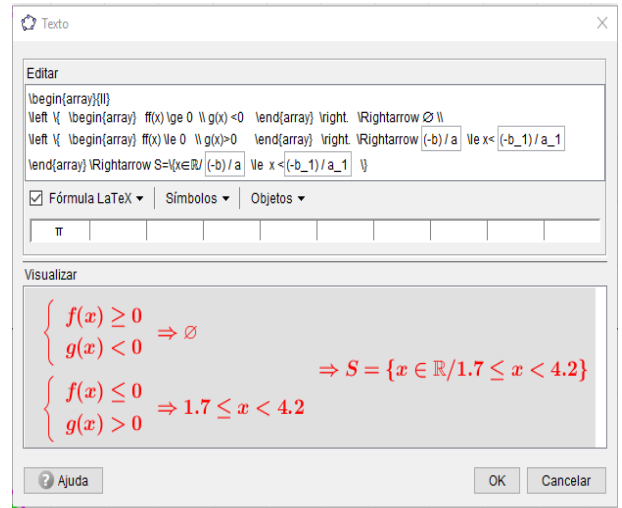 Texto
Editar
\begin{array}{ll}
\left \{ \begin{array} ff(x) \ge 0 \\ g(x) <0 \end{array} \right. \Rightarrow ∅ \\
\left \{ \begin{array} ff(x) \le 0 \\ g(x)>0 \end{array} \right. \Rightarrow (-b) / a \le x< (-b_1) / a_1
\end{array} \Rightarrow S=\{x∈ℝ/ (-b) / a \le x < (-b_1) / a_1 \}
Fórmula LaTeX Símbolos Objetos
π
Visualizar
f(x) ≥ 0
g(x) < 0
⇒ ∅
f(x) ≤ 0
g(x) > 0
⇒ 1.7 ≤ x < 4.2
⇒ S = {x ∈ ℝ/1.7 ≤ x < 4.2}
Ajuda OK Cancelar